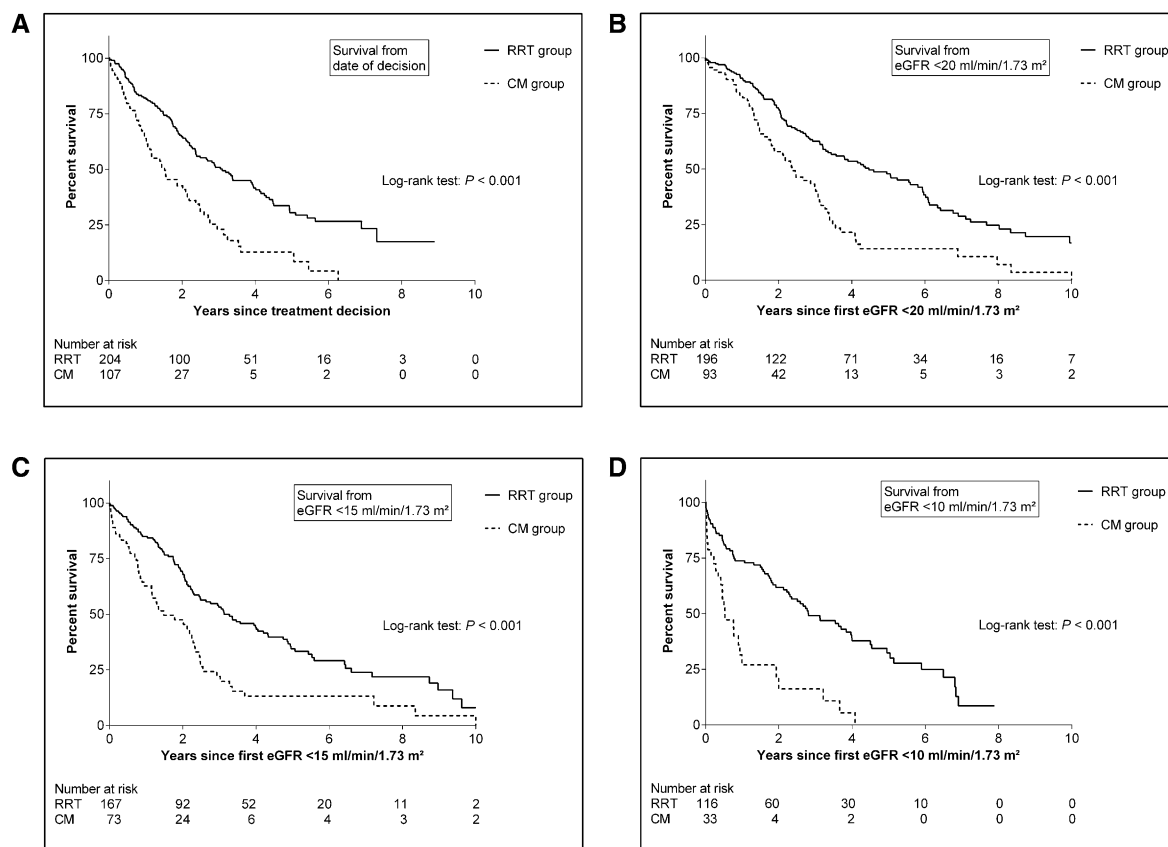 A
Survival from
date of decision
RRT group
CM group
Log-rank test: P < 0.001
Percent survival
100
75
50
25
0
0 2 4 6 8 10
Years since treatment decision
Number at risk
RRT 204 100 51 16 3 0
CM 107 27 5 2 0 0
B
Survival from
eGFR <20 ml/min/1.73 m²
RRT group
CM group
Log-rank test: P < 0.001
Percent survival
100
75
50
25
0
0 2 4 6 8 10
Years since first eGFR <20 ml/min/1.73 m²
Number at risk
RRT 196 122 71 34 16 7
CM 93 42 13 5 3 2
C
Survival from
eGFR <15 ml/min/1.73 m²
RRT group
CM group
Log-rank test: P < 0.001
Percent survival
100
75
50
25
0
0 2 4 6 8 10
Years since first eGFR <15 ml/min/1.73 m²
Number at risk
RRT 167 92 52 20 11 2
CM 73 24 6 4 3 2
D
Survival from
eGFR <10 ml/min/1.73 m²
RRT group
CM group
Log-rank test: P < 0.001
Percent survival
100
75
50
25
0
0 2 4 6 8 10
Years since first eGFR <10 ml/min/1.73 m²
Number at risk
RRT 116 60 30 10 0 0
CM 33 4 2 0 0 0